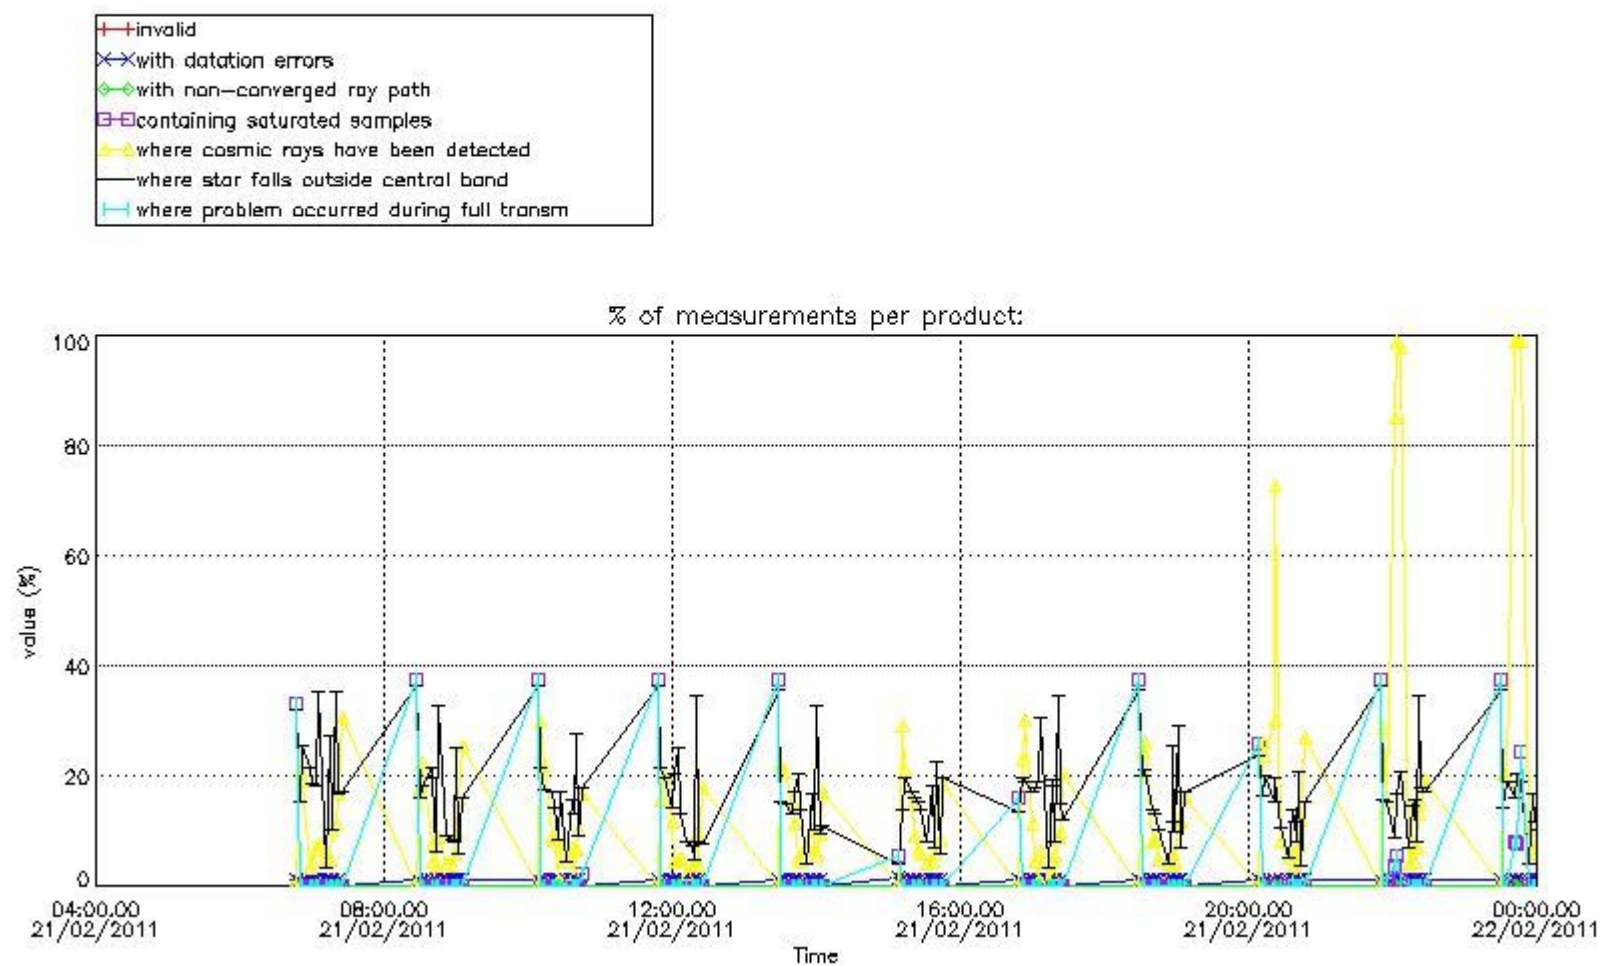 invalid
with datation errors
with non-converged ray path
containing saturated samples
where cosmic rays have been detected
where star falls outside central band
where problem occurred during full transm
% of measurements per product:
100
80
60
40
20
0
value (%)
04:00.00 08:00.00 12:00.00 16:00.00 20:00.00 00:00.00
21/02/2011 21/02/2011 21/02/2011 21/02/2011 21/02/2011 22/02/2011
Time